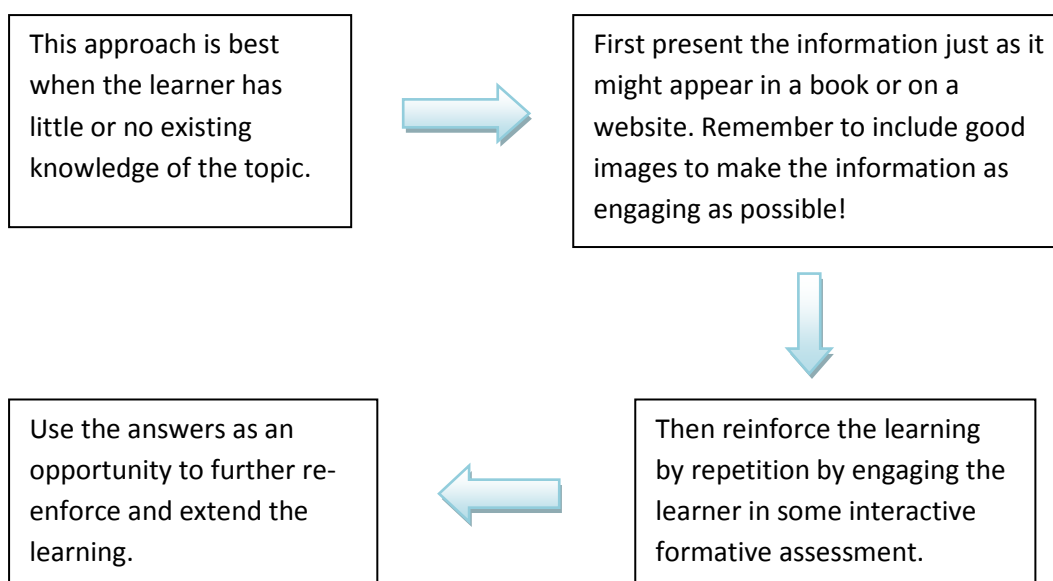 This approach is best
when the learner has
little or no existing
knowledge of the topic.
First present the information just as it
might appear in a book or on a
website. Remember to include good
images to make the information as
engaging as possible!
Then reinforce the learning
by repetition by engaging the
learner in some interactive
formative assessment.
Use the answers as an
opportunity to further re-
enforce and extend the
learning.